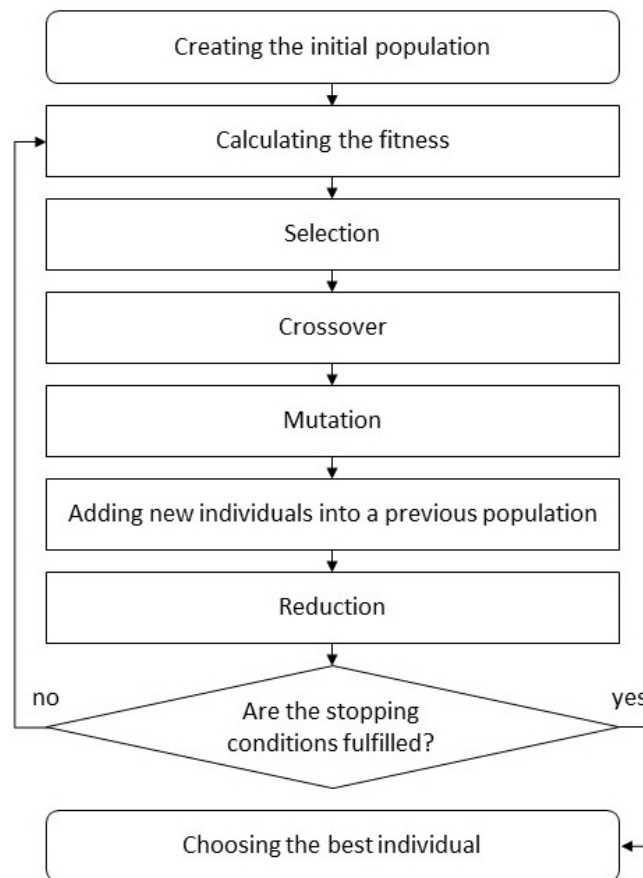 Creating the initial population
Calculating the fitness
Selection
Crossover
Mutation
Adding new individuals into a previous population
Reduction
no
yes
Are the stopping
conditions fulfilled?
Choosing the best individual